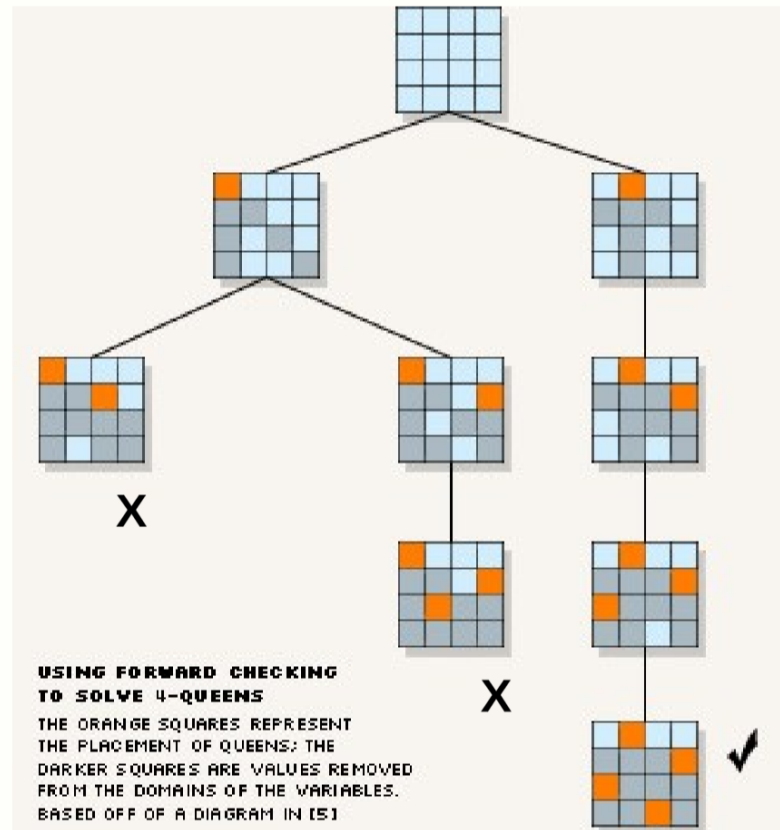 X
X
USING FORWARD CHECKING
TO SOLVE 4-QUEENS
THE ORANGE SQUARES REPRESENT
THE PLACEMENT OF QUEENS; THE
DARKER SQUARES ARE VALUES REMOVED
FROM THE DOMAINS OF THE VARIABLES.
BASED OFF OF A DIAGRAM IN [5]